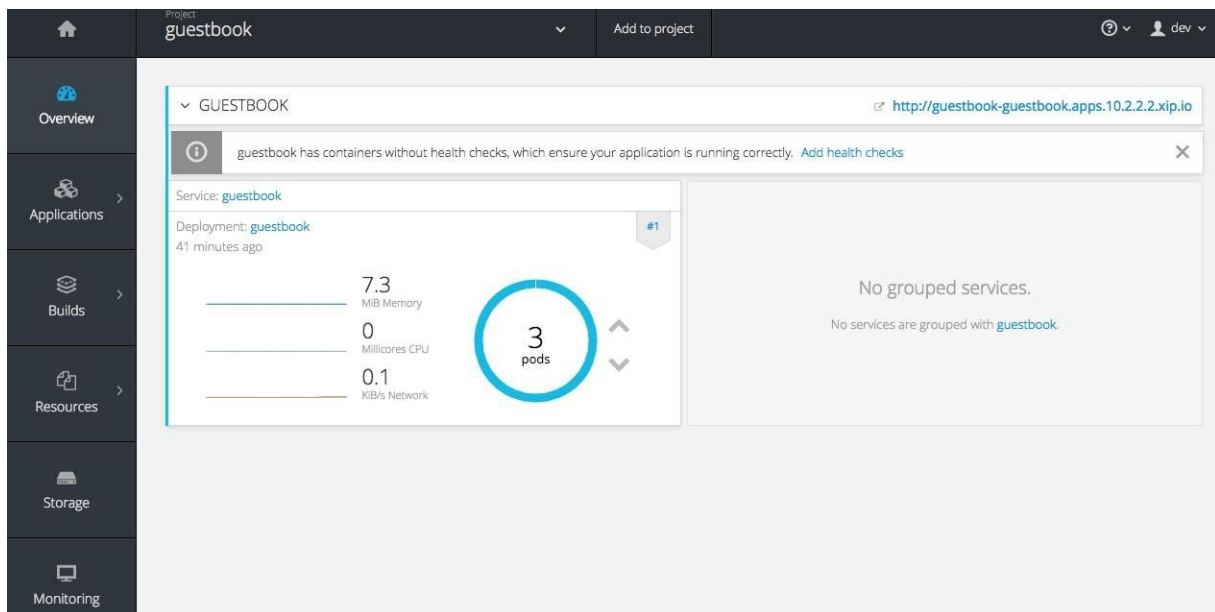 Project
guestbook
Add to project
dev
Overview
Applications
Builds
Resources
Storage
Monitoring
GUESTBOOK
http://guestbook-guestbook.apps.10.2.2.2.xip.io
guestbook has containers without health checks, which ensure your application is running correctly. Add health checks
Service: guestbook
Deployment: guestbook
#1
41 minutes ago
7.3
MiB Memory
0
Millicores CPU
0.1
KiB/s Network
3
pods
No grouped services.
No services are grouped with guestbook.